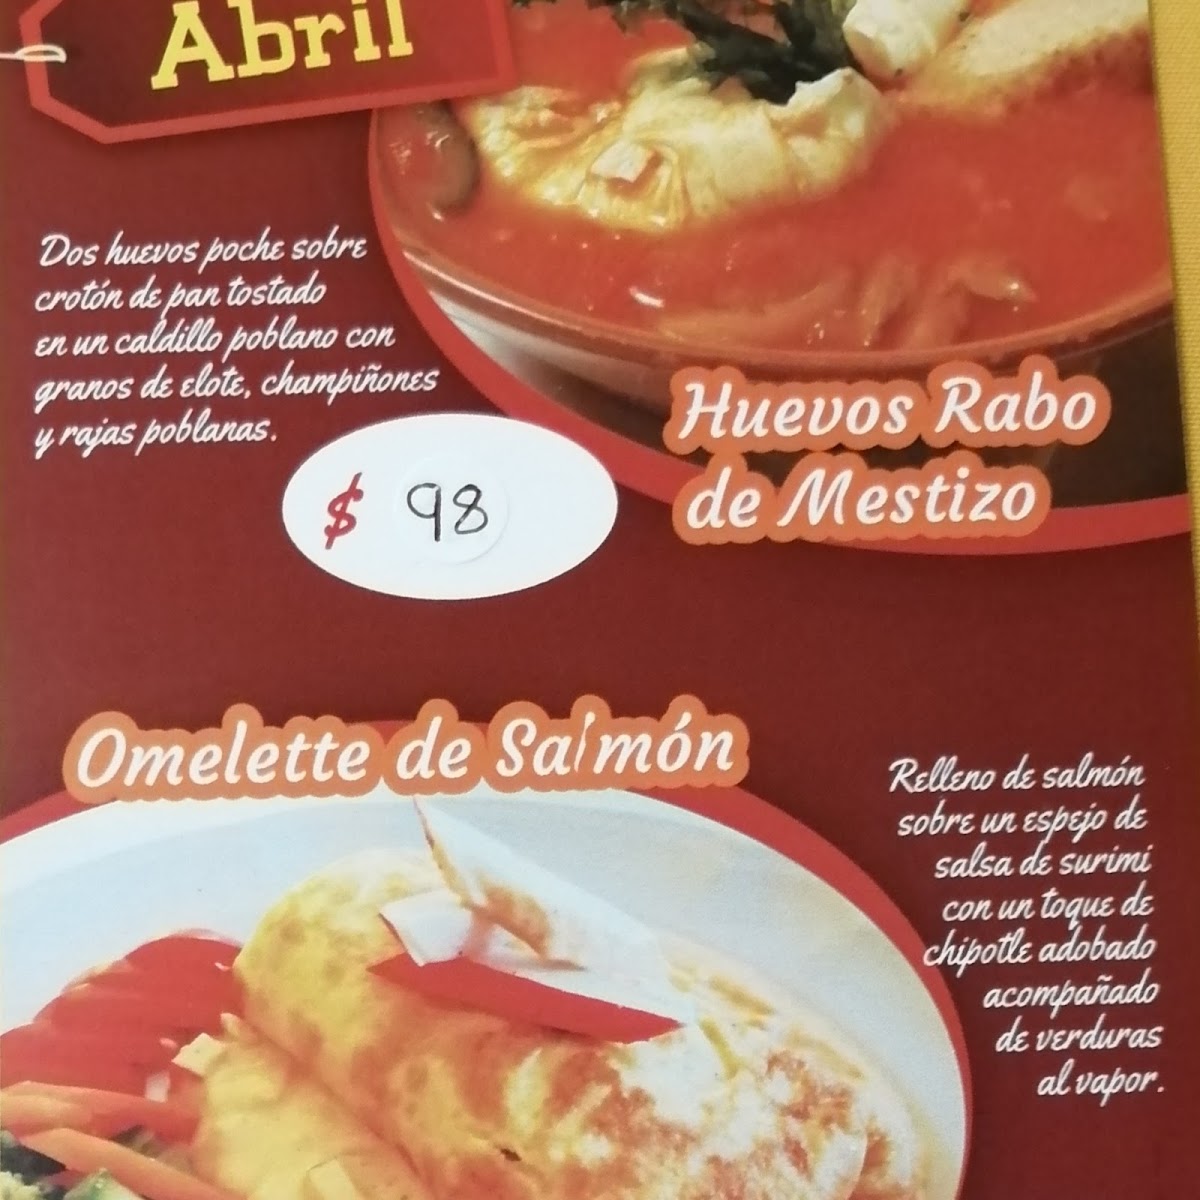 Abril
Dos huevos poche sobre
crotón de pan tostado
en un caldillo poblano con
granos de elote, champiñones
y rajas poblanas.
$ 98
Huevos Rabo
de Mestizo
Omelette de Salmón
Relleno de salmón
sobre un espejo de
salsa de surimi
con un toque de
chipotle adobado
acompañado
de verduras
al vapor.